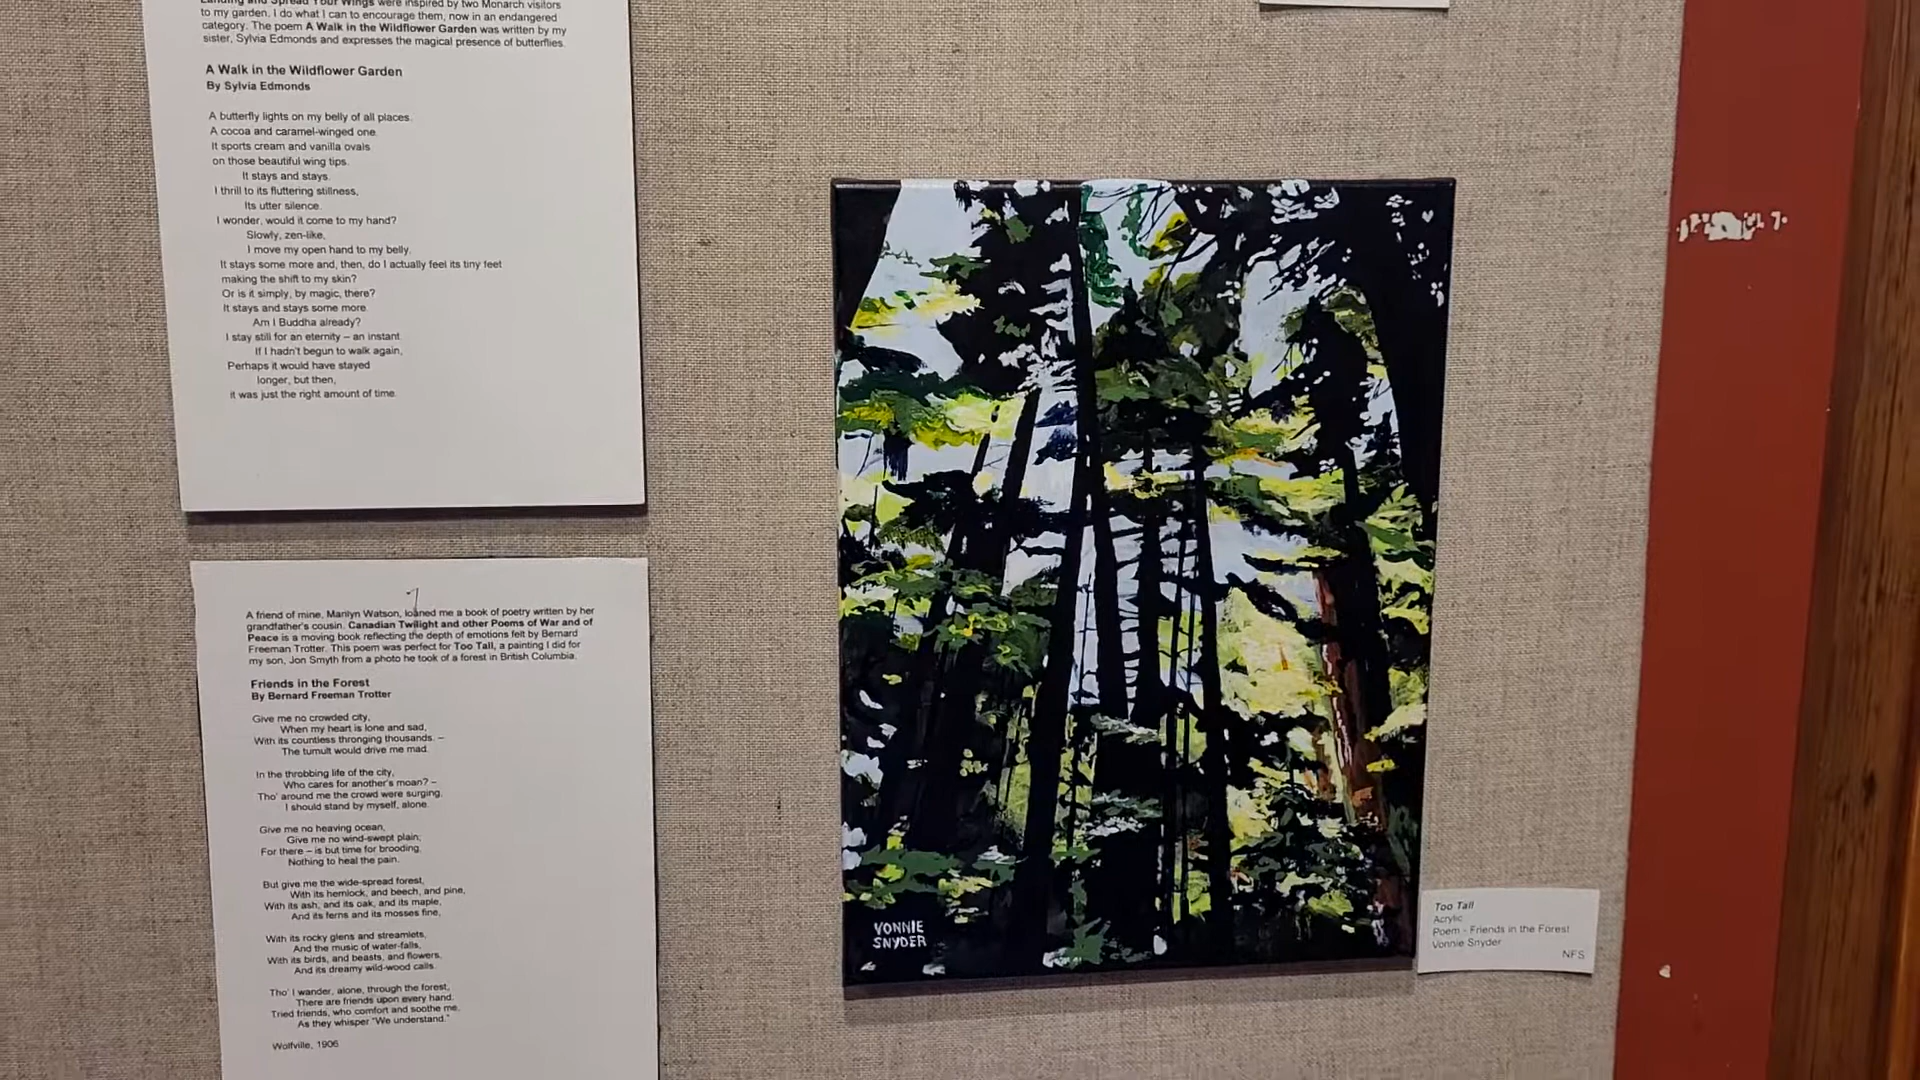 Landing and Spread Your Wings were inspired by two Monarch visitors
to my garden. I do what I can to encourage them, now in an endangered
category. The poem A Walk in the Wildflower Garden was written by my
sister, Sylvia Edmonds and expresses the magical presence of butterflies.
A Walk in the Wildflower Garden
By Sylvia Edmonds
A butterfly lights on my belly of all places.
A cocoa and caramel-winged one.
It sports cream and vanilla ovals
on those beautiful wing tips.
It stays and stays.
I thrill to its fluttering stillness,
Its utter silence.
I wonder, would it come to my hand?
Slowly, zen-like,
I move my open hand to my belly.
It stays some more and, then, do I actually feel its tiny feet
making the shift to my skin?
Or is it simply, by magic, there?
It stays and stays some more.
Am I Buddha already?
I stay still for an eternity – an instant.
If I hadn't begun to walk again,
Perhaps it would have stayed
longer, but then,
it was just the right amount of time.
A friend of mine, Marilyn Watson, loaned me a book of poetry written by her
grandfather's cousin. Canadian Twilight and other Poems of War and of
Peace is a moving book reflecting the depth of emotions felt by Bernard
Freeman Trotter. This poem was perfect for Too Tall, a painting I did for
my son, Jon Smyth from a photo he took of a forest in British Columbia.
Friends in the Forest
By Bernard Freeman Trotter
Give me no crowded city,
When my heart is lone and sad,
With its countless thronging thousands. –
The tumult would drive me mad.
In the throbbing life of the city,
Who cares for another's moan? –
Tho' around me the crowd were surging,
I should stand by myself, alone.
Give me no heaving ocean,
Give me no wind-swept plain;
For there – is but time for brooding,
Nothing to heal the pain.
But give me the wide-spread forest,
With its hemlock, and beech, and pine,
With its ash, and its oak, and its maple,
And its ferns and its mosses fine,
With its rocky glens and streamlets,
And the music of water-falls,
With its birds, and beasts, and flowers,
And its dreamy wild-wood calls.
Tho' I wander, alone, through the forest,
There are friends upon every hand.
Tried friends, who comfort and soothe me,
As they whisper "We understand."
Wolfville, 1906
VONNIE
SNYDER
Too Tall
Acrylic
Poem - Friends in the Forest
Vonnie Snyder
NFS